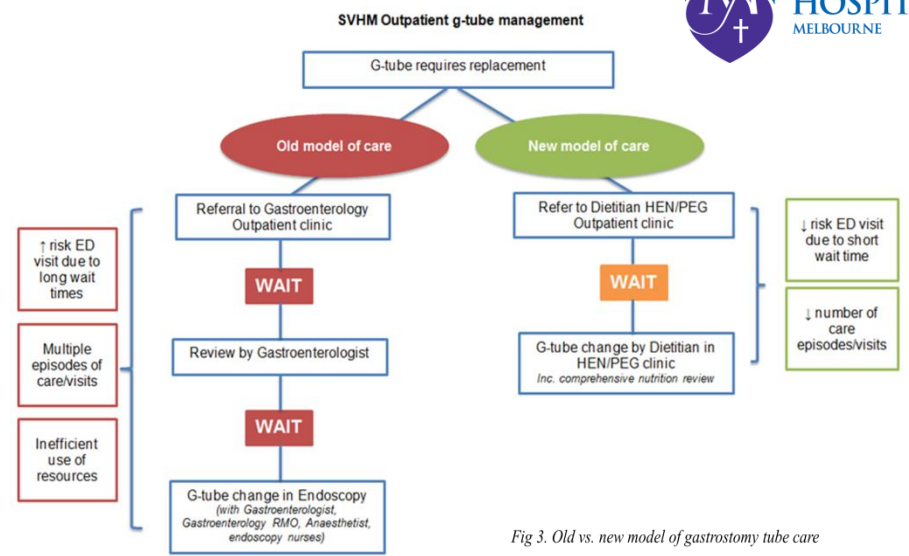 SVHM Outpatient g-tube management
HOSPIT
MELBOURNE
G-tube requires replacement
Old model of care
New model of care
Referral to Gastroenterology
Outpatient clinic
WAIT
Review by Gastroenterologist
WAIT
G-tube change in Endoscopy
(with Gastroenterologist,
Gastroenterology RMO, Anaesthetist,
endoscopy nurses)
↑ risk ED
visit due to
long wait
times
Multiple
episodes of
care/visits
Inefficient
use of
resources
Refer to Dietitian HEN/PEG
Outpatient clinic
WAIT
G-tube change by Dietitian in
HEN/PEG clinic
Inc. comprehensive nutrition review
↓ risk ED visit
due to short
wait time
↓ number of
care
episodes/visits
Fig 3. Old vs. new model of gastrostomy tube care